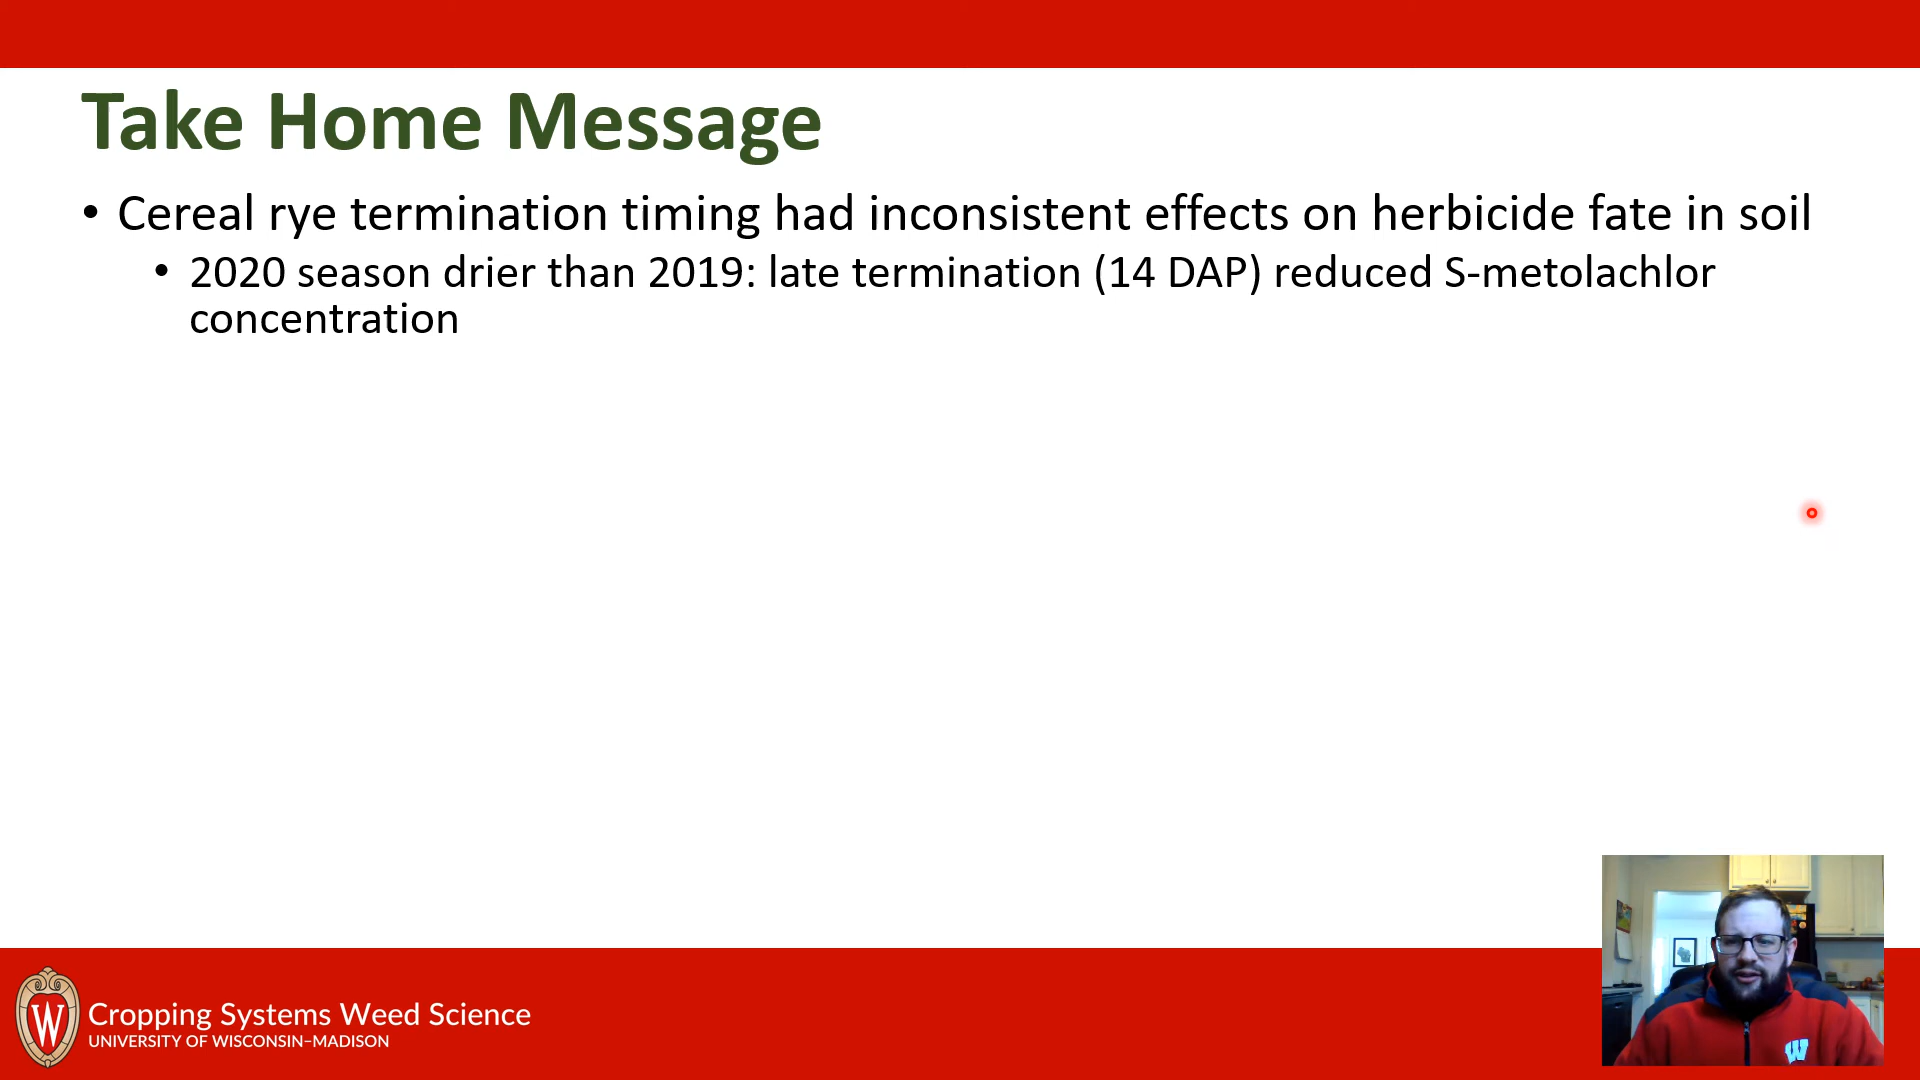 Take Home Message
• Cereal rye termination timing had inconsistent effects on herbicide fate in soil
• 2020 season drier than 2019: late termination (14 DAP) reduced S-metolachlor
concentration
W
Cropping Systems Weed Science
UNIVERSITY OF WISCONSIN–MADISON
W